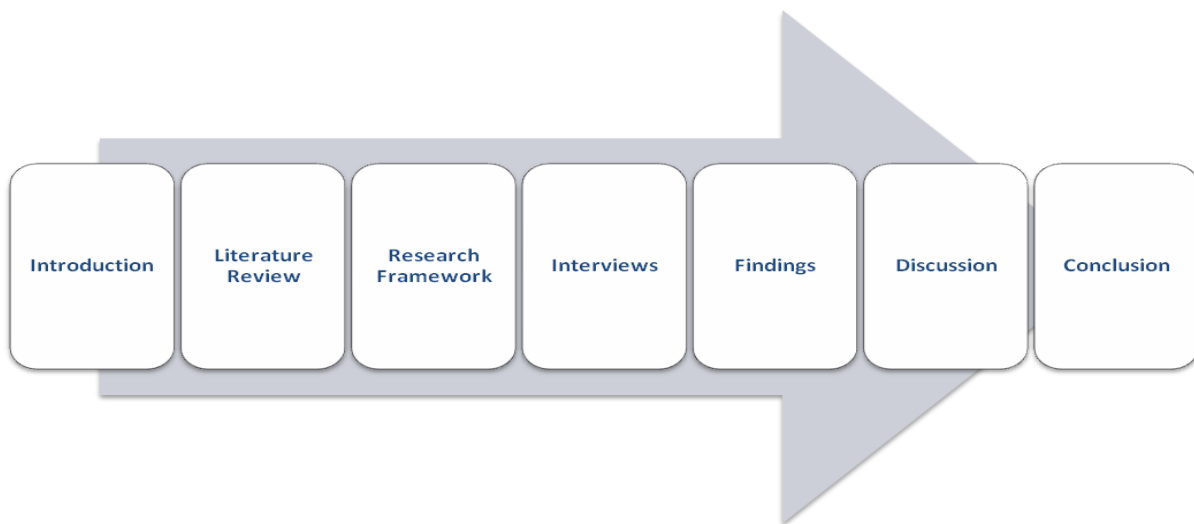 Introduction
Literature
Review
Research
Framework
Interviews
Findings
Discussion
Conclusion